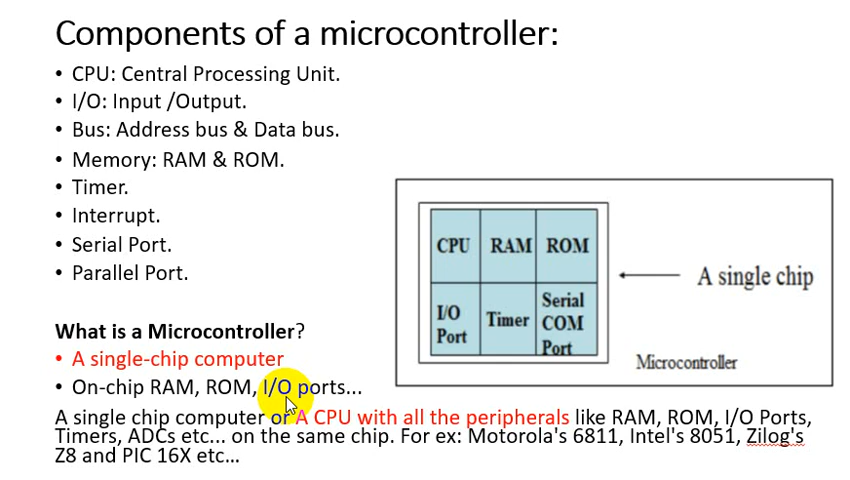 Components of a microcontroller:
• CPU: Central Processing Unit.
• I/O: Input /Output.
• Bus: Address bus & Data bus.
• Memory: RAM & ROM.
• Timer.
• Interrupt.
• Serial Port.
• Parallel Port.
What is a Microcontroller?
• A single-chip computer
• On-chip RAM, ROM, I/O ports...
A single chip computer or A CPU with all the peripherals like RAM, ROM, I/O Ports,
Timers, ADCs etc... on the same chip. For ex: Motorola's 6811, Intel's 8051, Zilog's
Z8 and PIC 16X etc...
CPU RAM ROM
I/O
Port
Timer
Serial
COM
Port
A single chip
Microcontroller